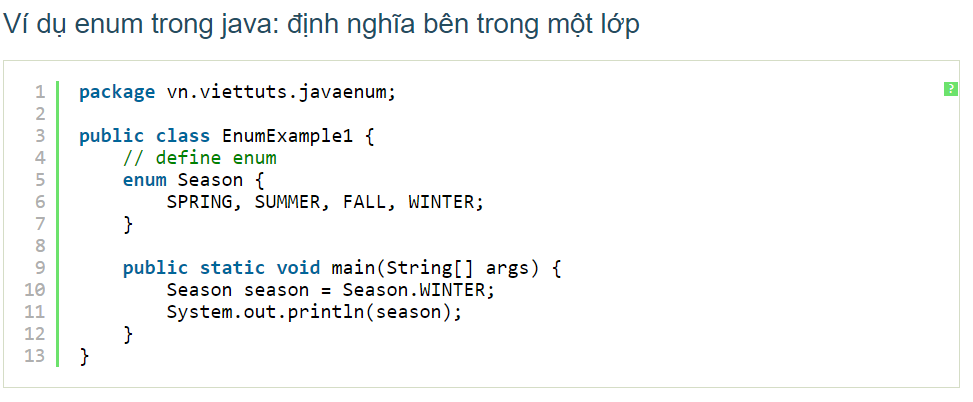 Ví dụ enum trong java: định nghĩa bên trong một lớp
?
1 package vn.viettuts.javaenum;
2
3 public class EnumExample1 {
4     // define enum
5     enum Season {
6         SPRING, SUMMER, FALL, WINTER;
7     }
8
9     public static void main(String[] args) {
10         Season season = Season.WINTER;
11         System.out.println(season);
12     }
13 }